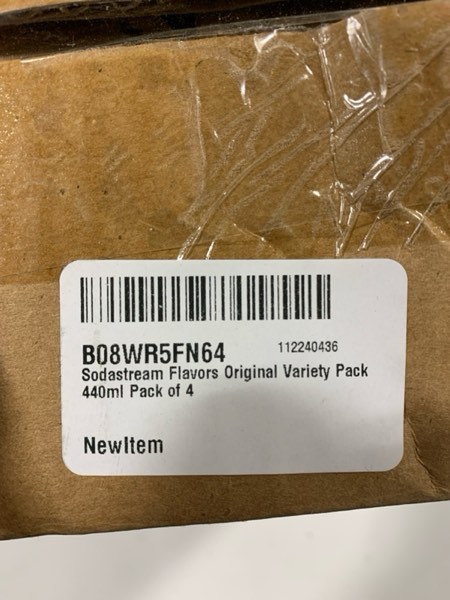 B08WR5FN64 112240436
Sodastream Flavors Original Variety Pack
440ml Pack of 4
NewItem